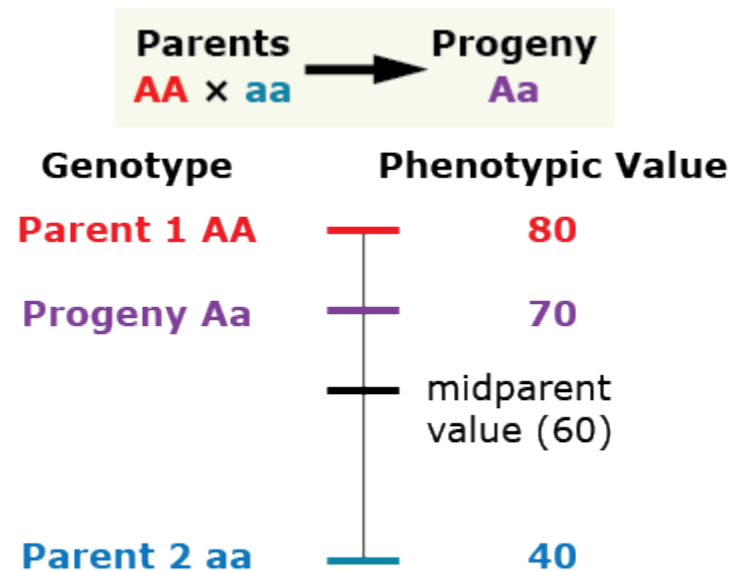 Parents Progeny
AA × aa Aa
Genotype Phenotypic Value
Parent 1 AA 80
Progeny Aa 70
midparent
value (60)
Parent 2 aa 40